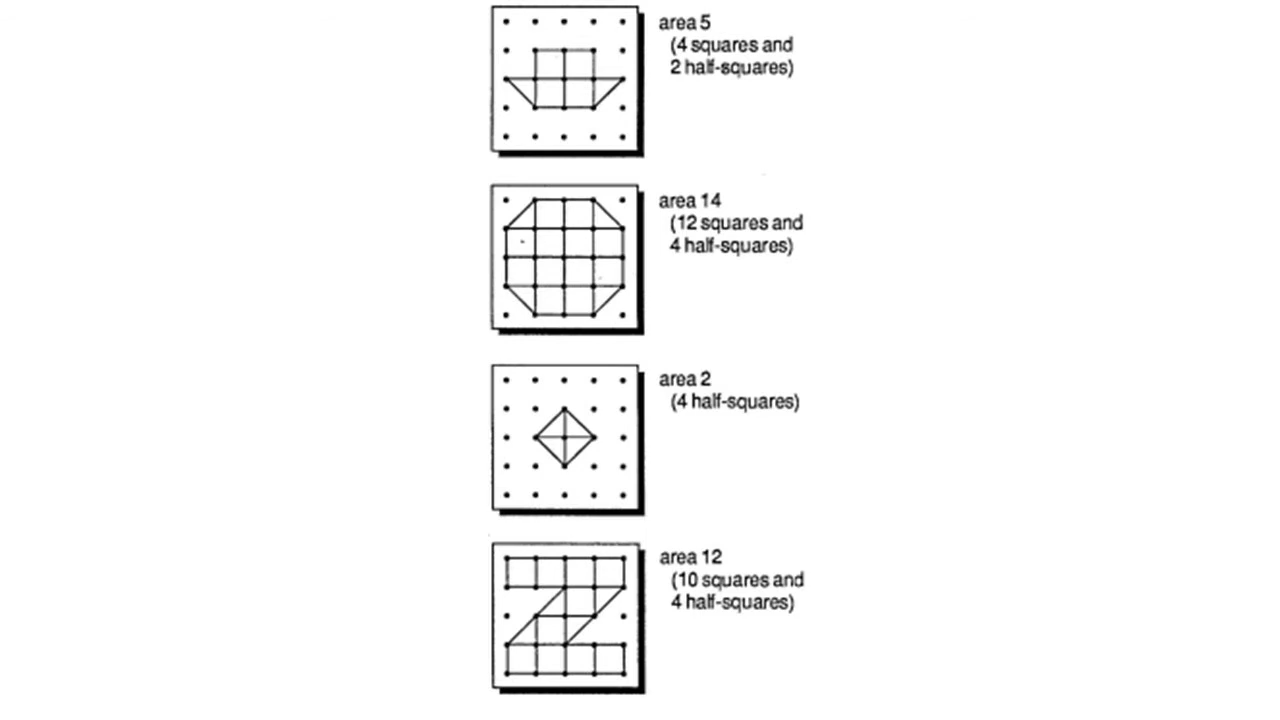 area 5
(4 squares and
2 half-squares)
area 14
(12 squares and
4 half-squares)
area 2
(4 half-squares)
area 12
(10 squares and
4 half-squares)